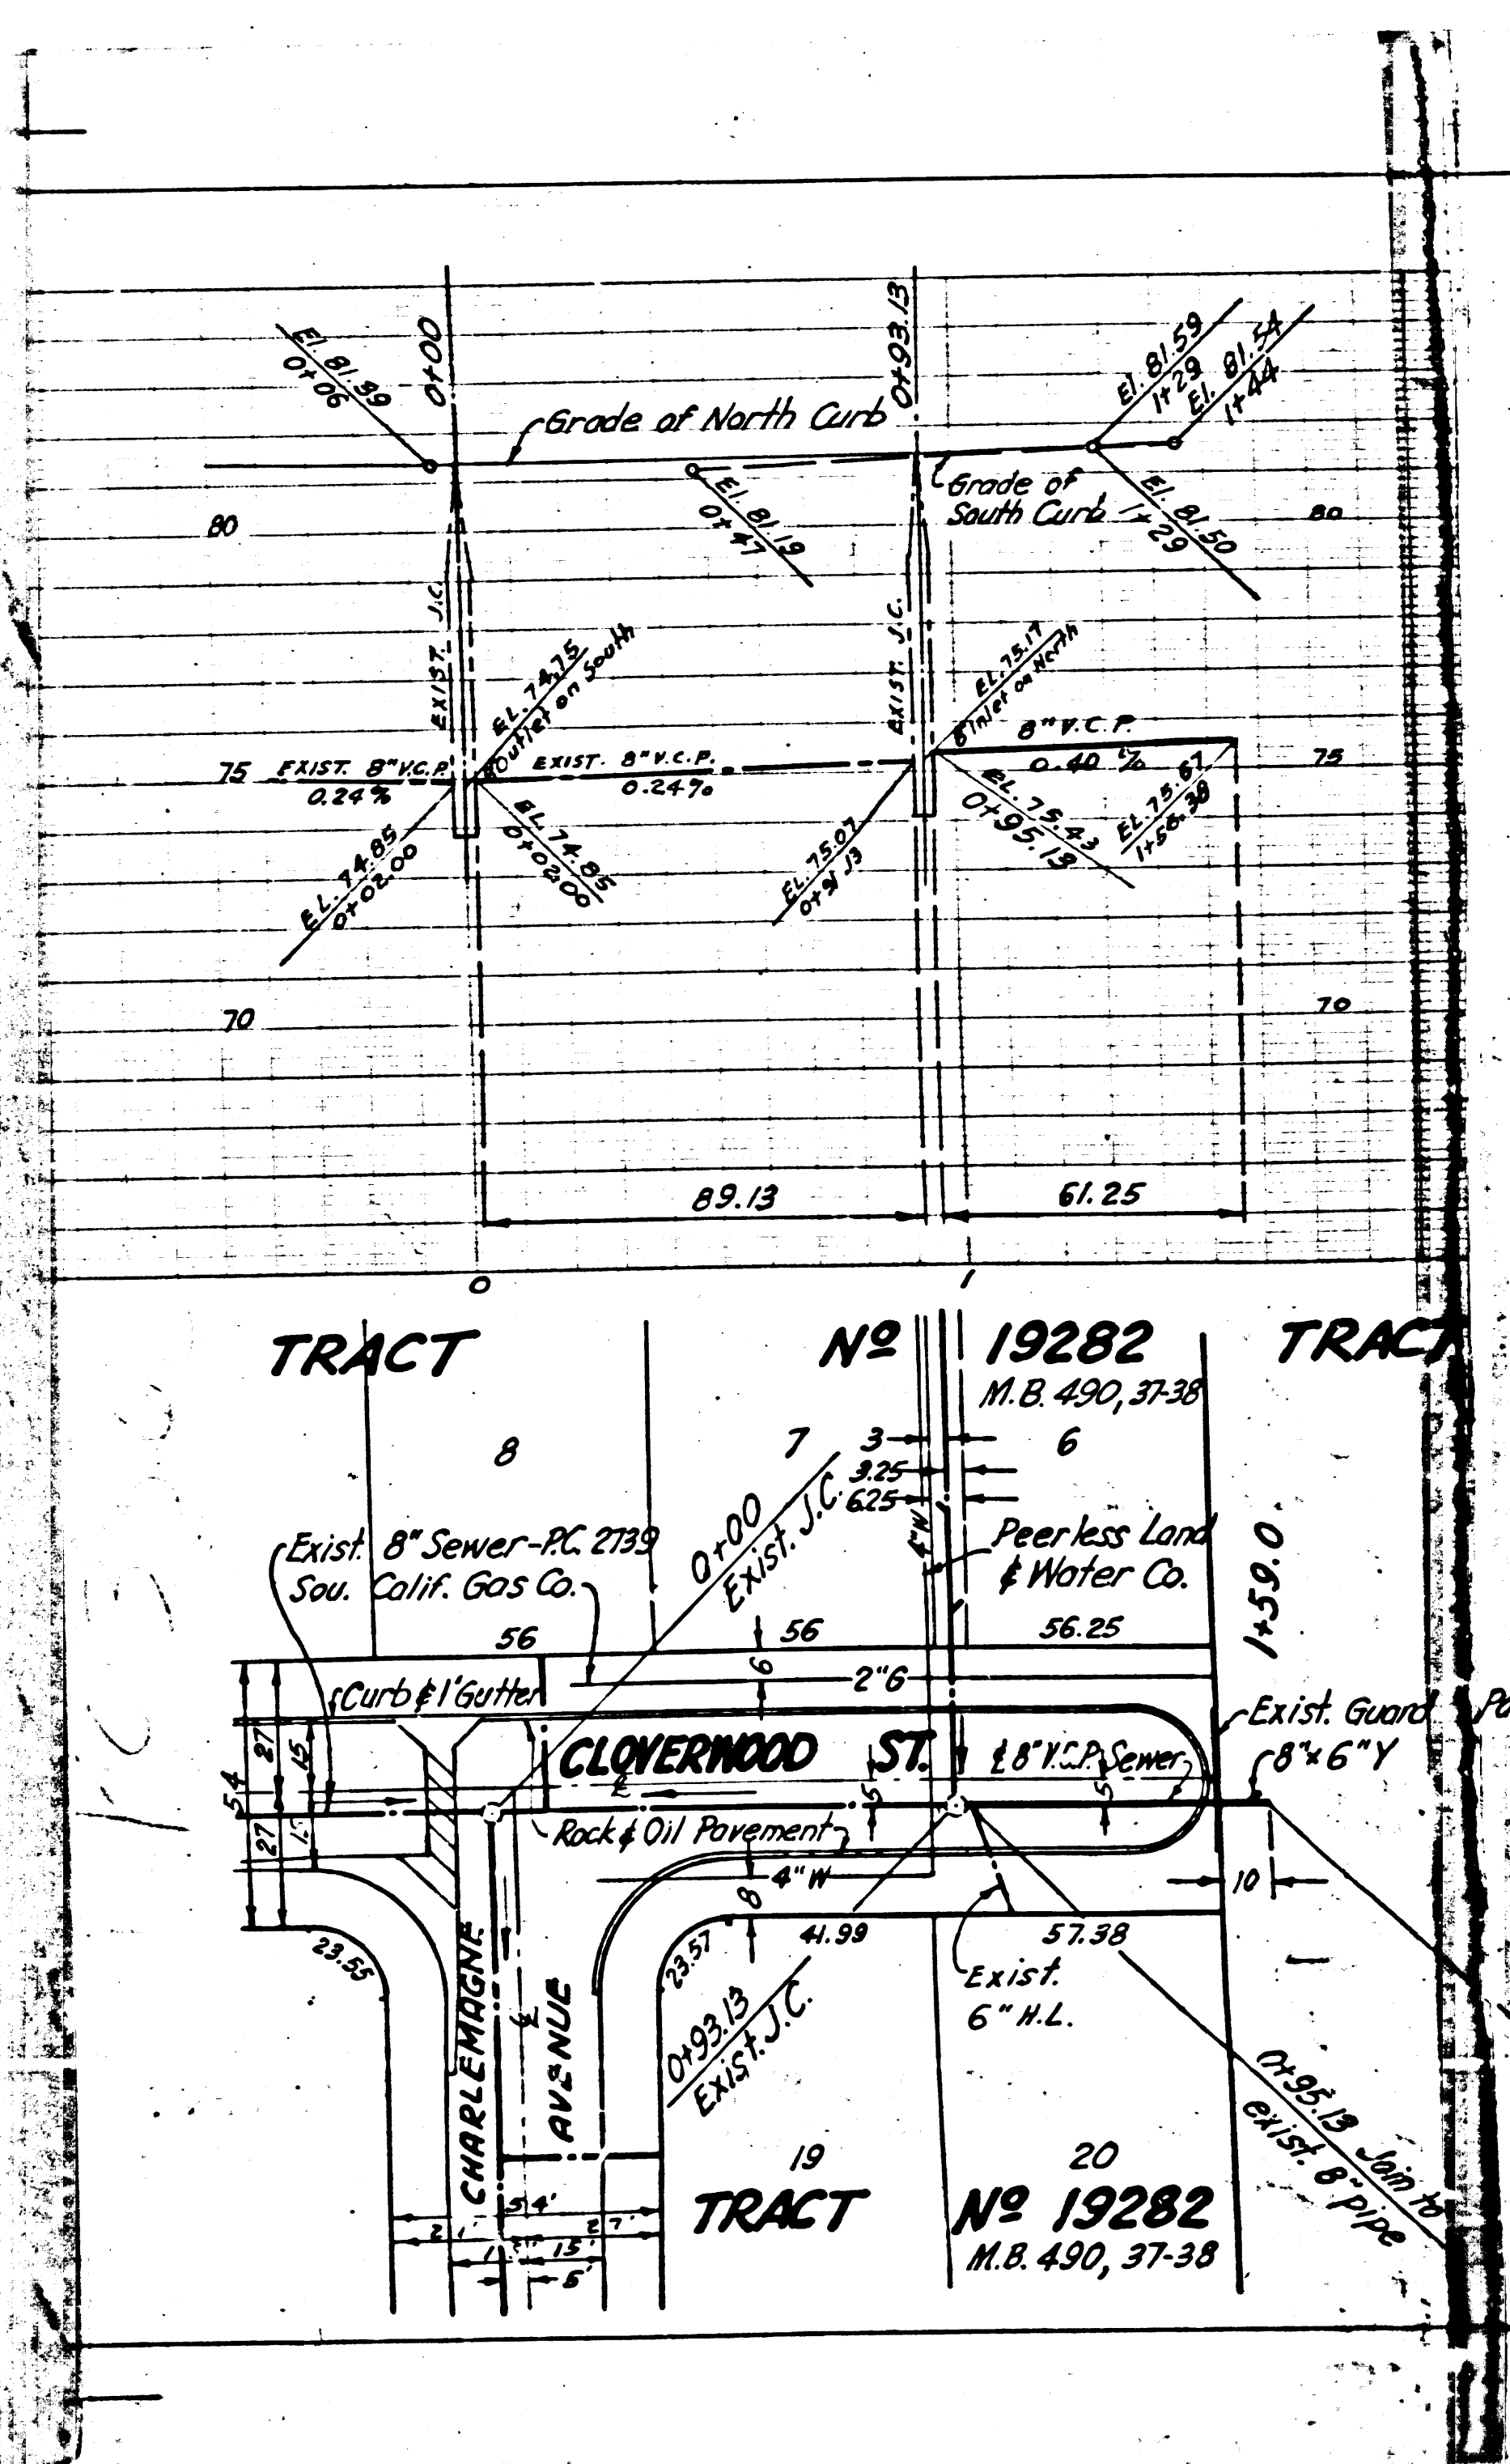 El. 81.39
0+06
0+00
0+93.13
El. 81.59
1+29
El. 81.54
1+44
Grade of North Curb
El. 81.19
0+47
Grade of
South Curb
El. 81.50
1+29
80
80
EXIST. J.C.
EL. 74.75
Outlet on South
EXIST. J.C.
EL. 75.17
6 Inlet on North
8" V.C.P.
0.40 %
75
EXIST. 8" V.C.P.
0.24%
EXIST. 8" V.C.P.
0.24%
75
EL. 74.85
0+02.00
EL. 74.85
0+02.00
EL. 75.07
0+91.13
EL. 75.43
0+95.13
EL. 75.67
1+56.38
70
70
89.13
61.25
0
1
TRACT Nº 19282
TRACT
M.B. 490, 37-38
8
7
3
6
3.25
6.25
4" W
0+00
Exist. J.C.
Exist. 8" Sewer-P.C. 2739
Sou. Calif. Gas Co.
Peerless Land
& Water Co.
1+59.0
56
56
56.25
6
2"G
Curb & 1' Gutter
Exist. Guard
8"x6"Y
CLOVERWOOD ST.
℄ 8" V.C.P. Sewer
54
27
15
27
15
5
5
℄
Rock & Oil Pavement
4" W
8
10
23.55
23.57
41.99
57.38
Exist.
6" H.L.
CHARLEMAGNE
AVENUE
℄
0+93.13
Exist. J.C.
0+95.13 Join to
exist. 8" pipe
19
20
TRACT Nº 19282
M.B. 490, 37-38
54'
27'
15'
5'